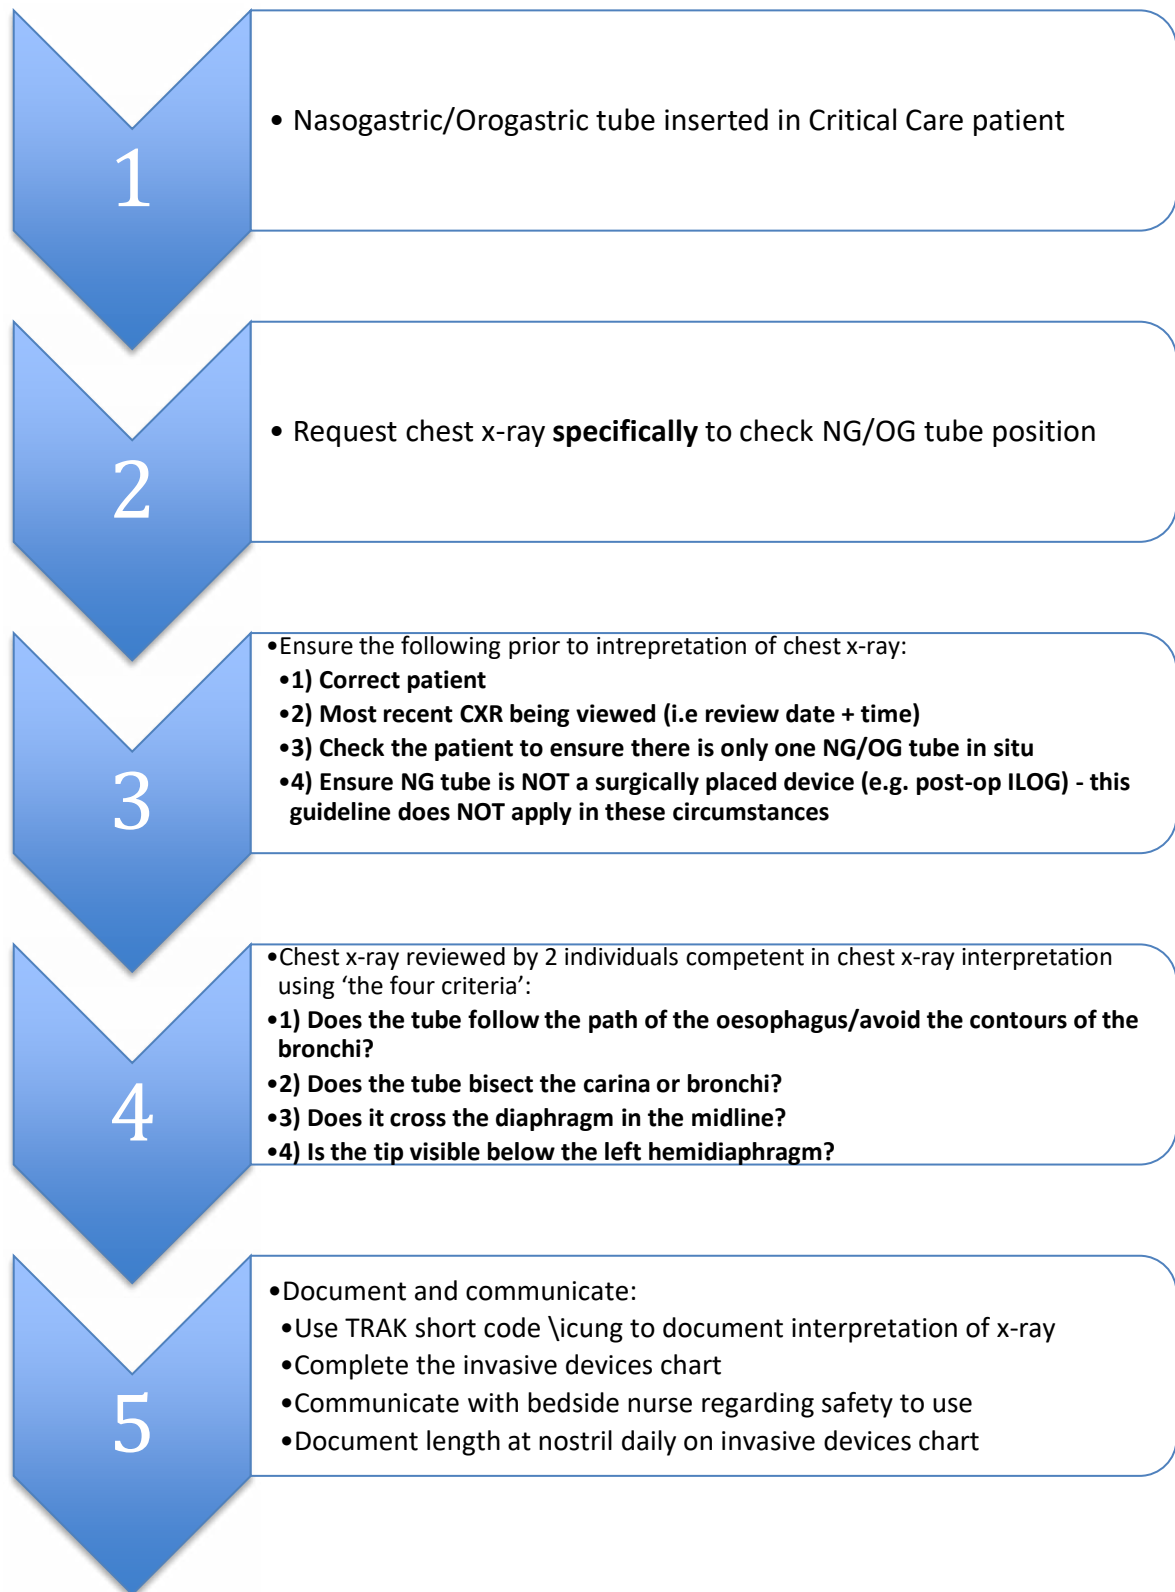 1
• Nasogastric/Orogastric tube inserted in Critical Care patient
2
• Request chest x-ray specifically to check NG/OG tube position
3
•Ensure the following prior to intrepretation of chest x-ray:
•1) Correct patient
•2) Most recent CXR being viewed (i.e review date + time)
•3) Check the patient to ensure there is only one NG/OG tube in situ
•4) Ensure NG tube is NOT a surgically placed device (e.g. post-op ILOG) - this
guideline does NOT apply in these circumstances
4
•Chest x-ray reviewed by 2 individuals competent in chest x-ray interpretation
using ‘the four criteria’:
•1) Does the tube follow the path of the oesophagus/avoid the contours of the
bronchi?
•2) Does the tube bisect the carina or bronchi?
•3) Does it cross the diaphragm in the midline?
•4) Is the tip visible below the left hemidiaphragm?
5
•Document and communicate:
•Use TRAK short code \icung to document interpretation of x-ray
•Complete the invasive devices chart
•Communicate with bedside nurse regarding safety to use
•Document length at nostril daily on invasive devices chart